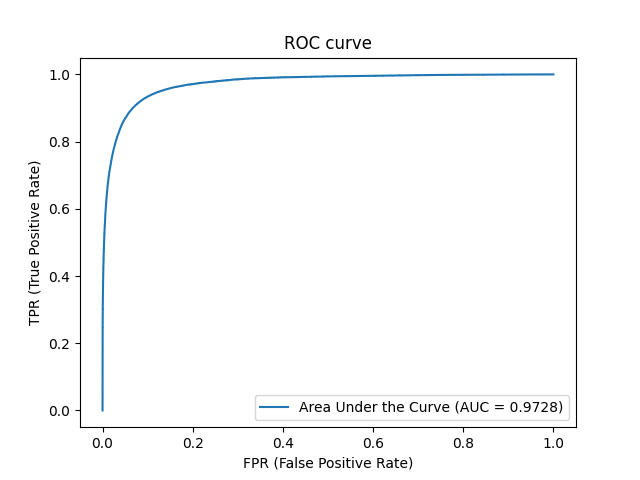 ROC curve
1.0
0.8
0.6
0.4
0.2
0.0
TPR (True Positive Rate)
Area Under the Curve (AUC = 0.9728)
0.0 0.2 0.4 0.6 0.8 1.0
FPR (False Positive Rate)